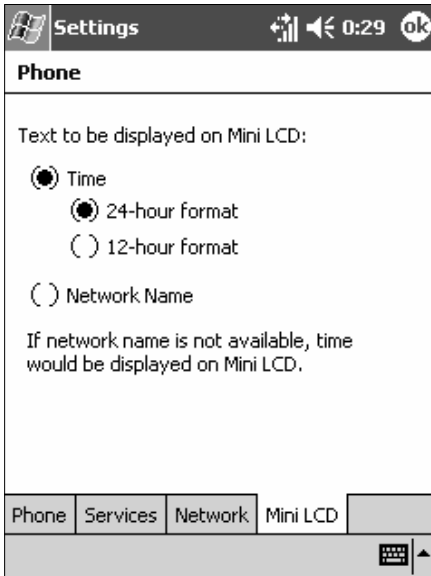 Settings 0:29 ok
Phone
Text to be displayed on Mini LCD:
Time
24-hour format
12-hour format
Network Name
If network name is not available, time
would be displayed on Mini LCD.
Phone Services Network Mini LCD